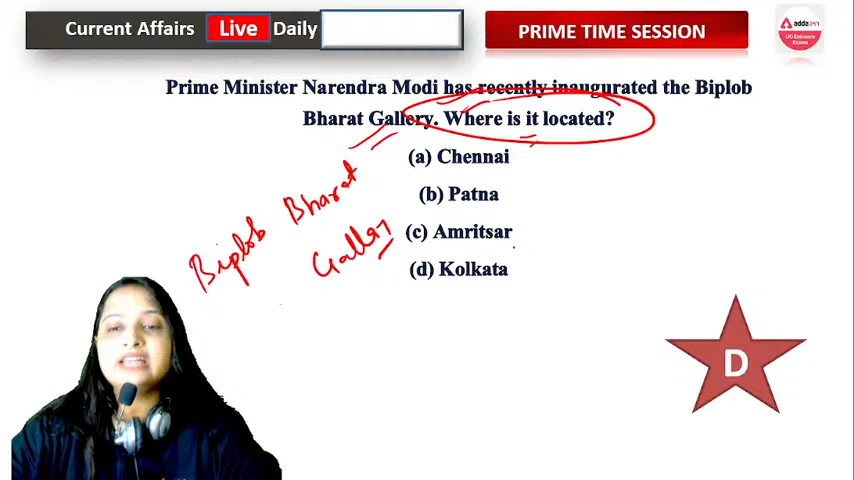 Current Affairs Live Daily
PRIME TIME SESSION
adda247
UG Entrance
Exams
Prime Minister Narendra Modi has recently inaugurated the Biplob
Bharat Gallery. Where is it located?
(a) Chennai
(b) Patna
(c) Amritsar
(d) Kolkata
Biplob Bharat
Gallery
D